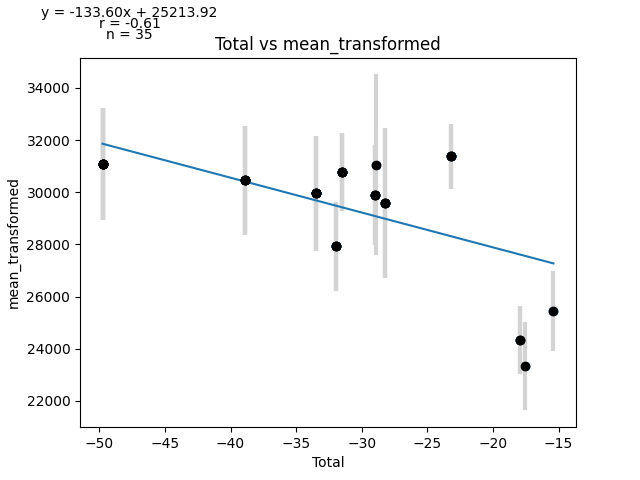 y = -133.60x + 25213.92
r = -0.61
n = 35
Total vs mean_transformed
34000
32000
30000
28000
26000
24000
22000
mean_transformed
−50
−45
−40
−35
−30
−25
−20
−15
Total